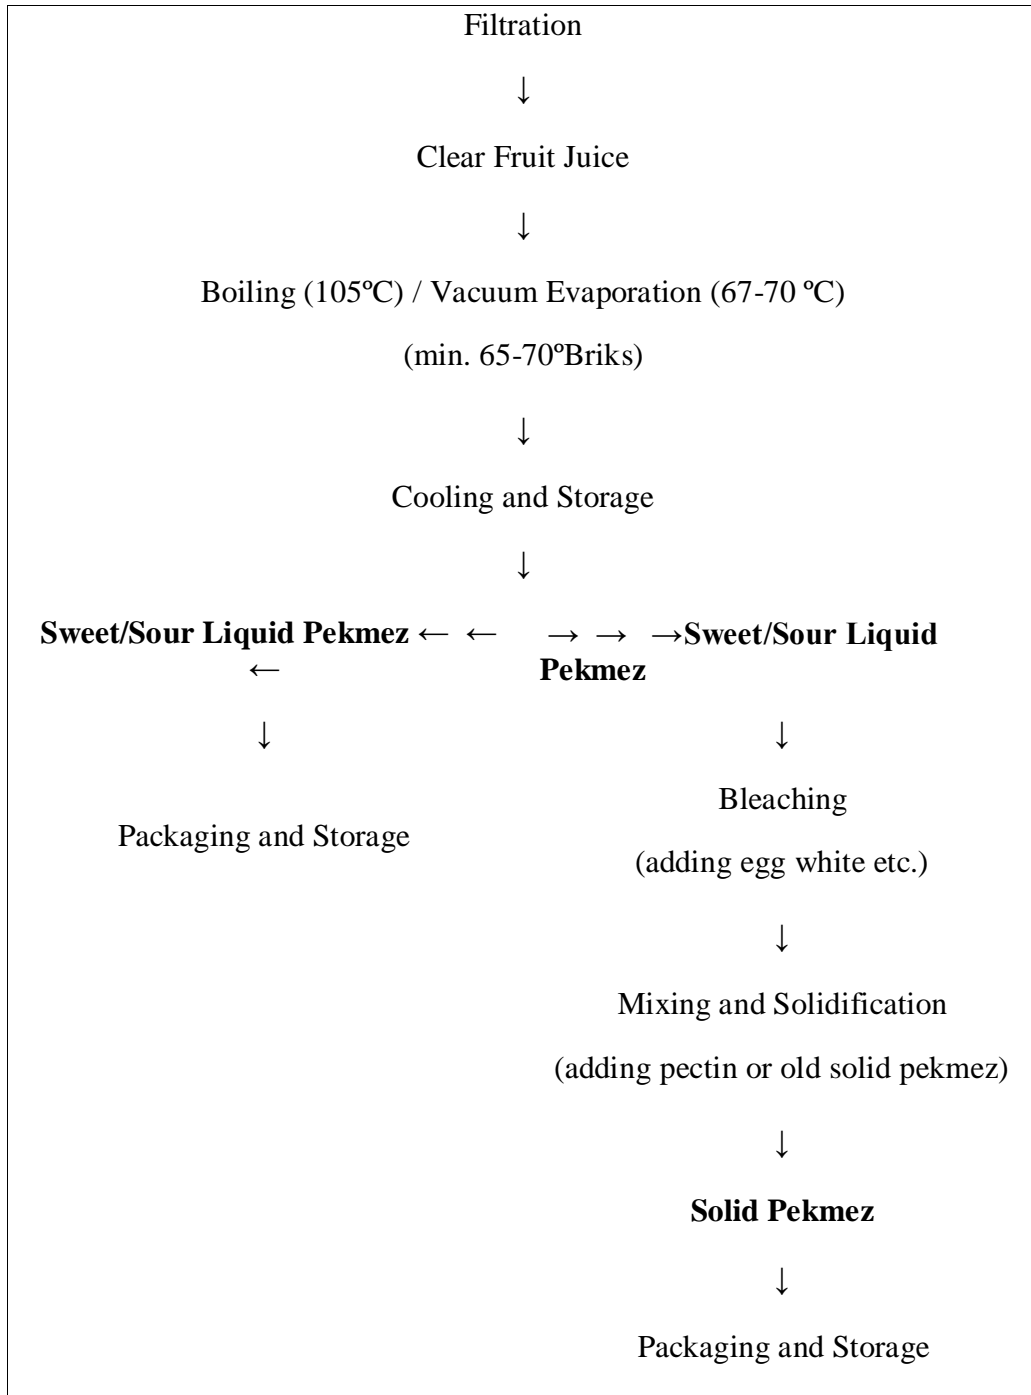 Filtration
↓
Clear Fruit Juice
↓
Boiling (105ºC) / Vacuum Evaporation (67-70 ºC)
(min. 65-70ºBriks)
↓
Cooling and Storage
↓
Sweet/Sour Liquid Pekmez ← ←
←
→ → →Sweet/Sour Liquid
Pekmez
↓
Packaging and Storage
↓
Bleaching
(adding egg white etc.)
↓
Mixing and Solidification
(adding pectin or old solid pekmez)
↓
Solid Pekmez
↓
Packaging and Storage